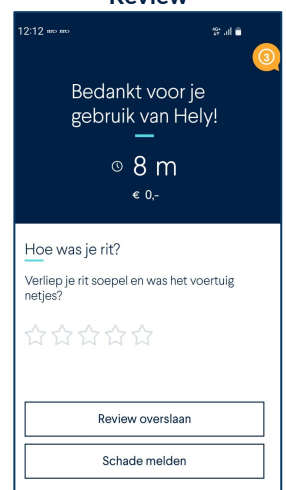 Review
12:12
4G+
3
Bedankt voor je
gebruik van Hely!
8 m
€ 0,-
Hoe was je rit?
Verliep je rit soepel en was het voertuig
netjes?
Review overslaan
Schade melden